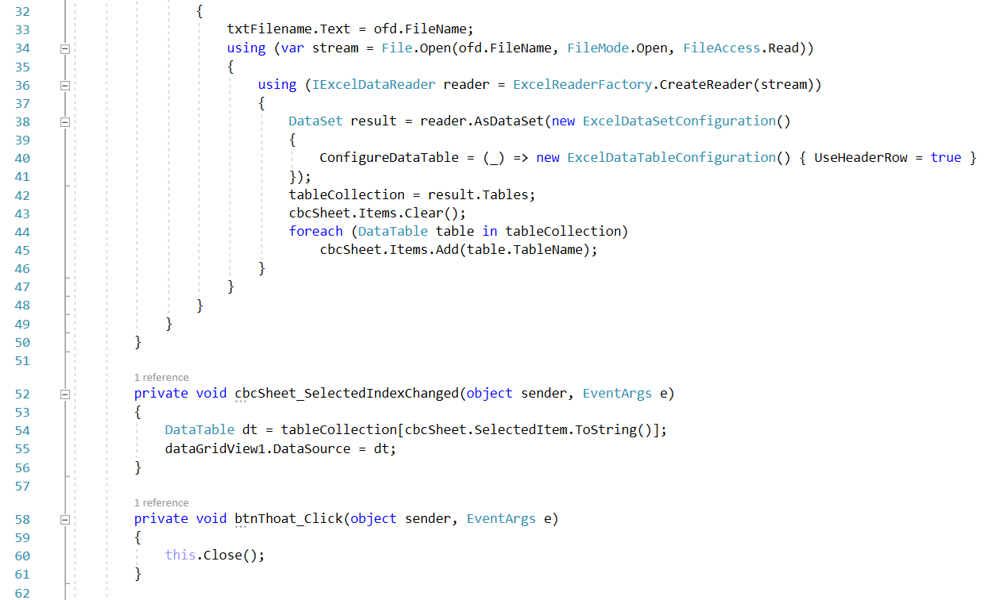 32 {
33 txtFilename.Text = ofd.FileName;
34 using (var stream = File.Open(ofd.FileName, FileMode.Open, FileAccess.Read))
35 {
36 using (IExcelDataReader reader = ExcelReaderFactory.CreateReader(stream))
37 {
38 DataSet result = reader.AsDataSet(new ExcelDataSetConfiguration()
39 {
40 ConfigureDataTable = (_) => new ExcelDataTableConfiguration() { UseHeaderRow = true }
41 });
42 tableCollection = result.Tables;
43 cbcSheet.Items.Clear();
44 foreach (DataTable table in tableCollection)
45 cbcSheet.Items.Add(table.TableName);
46 }
47 }
48 }
49 }
50 }
51
1 reference
52 private void cbcSheet_SelectedIndexChanged(object sender, EventArgs e)
53 {
54 DataTable dt = tableCollection[cbcSheet.SelectedItem.ToString()];
55 dataGridView1.DataSource = dt;
56 }
57
1 reference
58 private void btnThoat_Click(object sender, EventArgs e)
59 {
60 this.Close();
61 }
62